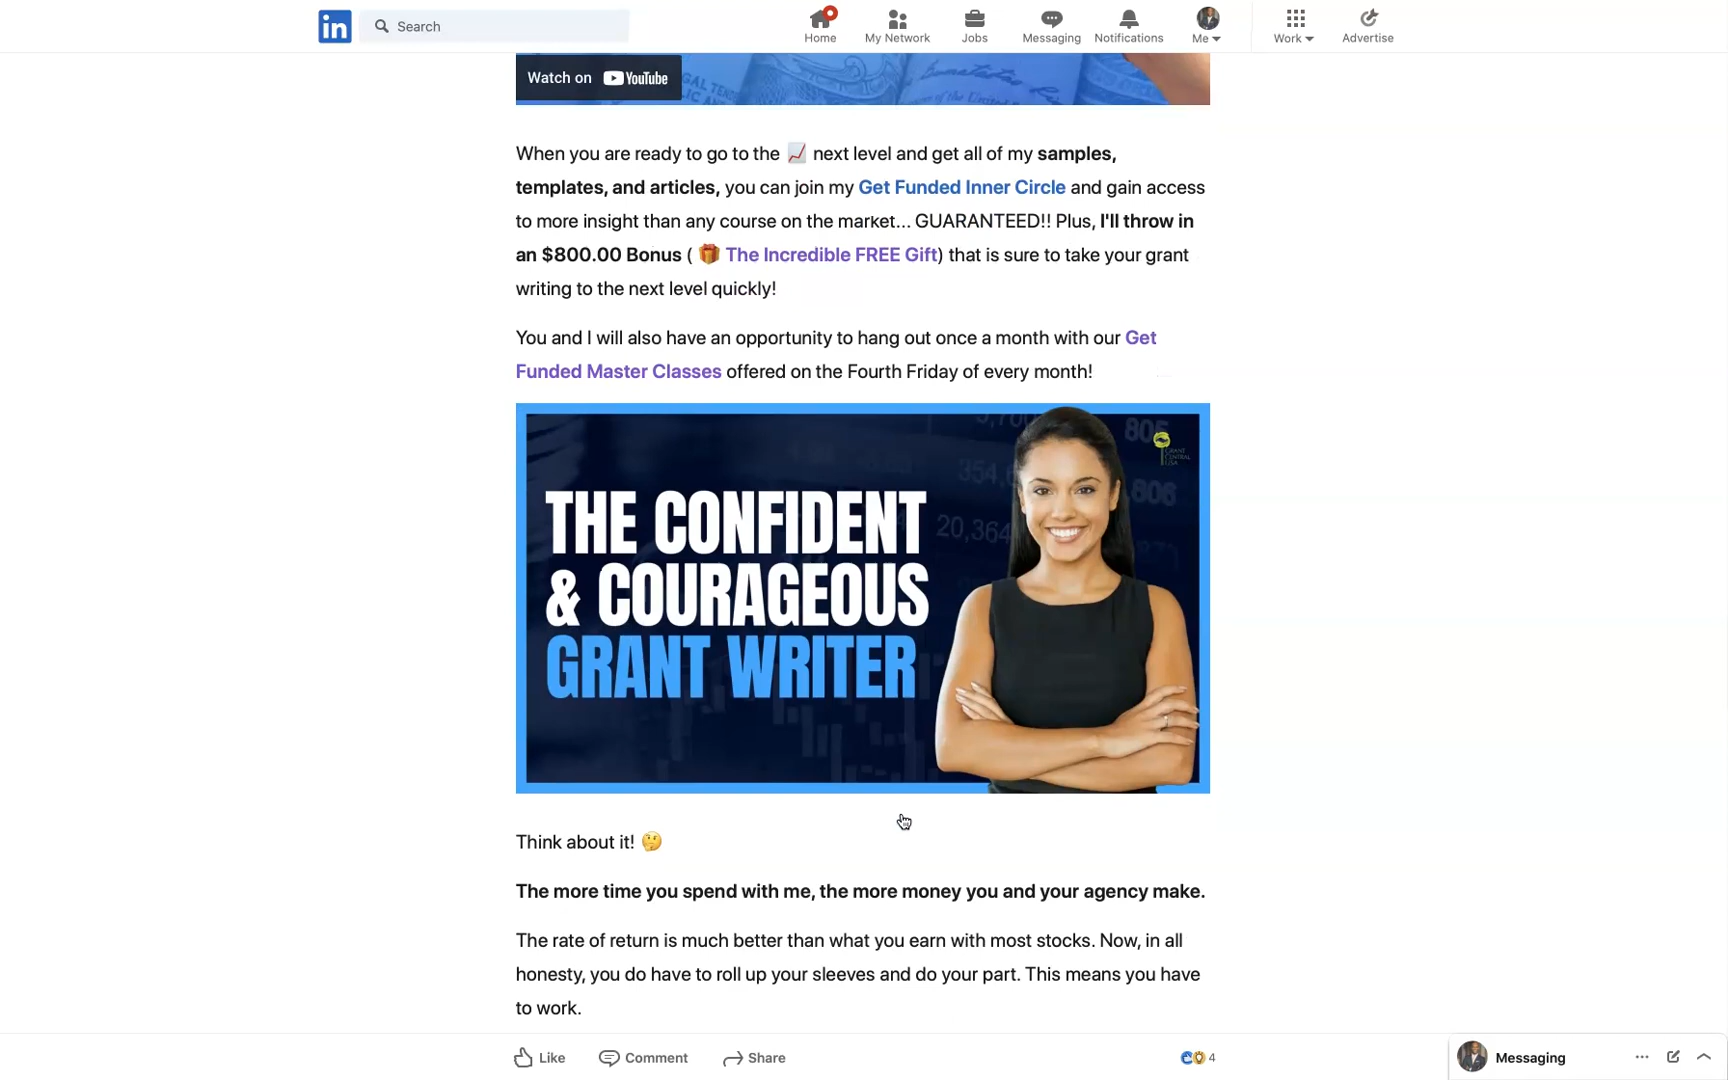 in
Search
Home
My Network
Jobs
Messaging
Notifications
Me
Work
Advertise
Watch on YouTube
When you are ready to go to the 📈 next level and get all of my samples,
templates, and articles, you can join my Get Funded Inner Circle and gain access
to more insight than any course on the market... GUARANTEED!! Plus, I'll throw in
an $800.00 Bonus ( 🎁 The Incredible FREE Gift) that is sure to take your grant
writing to the next level quickly!
You and I will also have an opportunity to hang out once a month with our Get
Funded Master Classes offered on the Fourth Friday of every month!
THE CONFIDENT
& COURAGEOUS
GRANT WRITER
GRANT
CENTRAL
USA
20,364
Think about it! 🤔
The more time you spend with me, the more money you and your agency make.
The rate of return is much better than what you earn with most stocks. Now, in all
honesty, you do have to roll up your sleeves and do your part. This means you have
to work.
Like
Comment
Share
4
Messaging